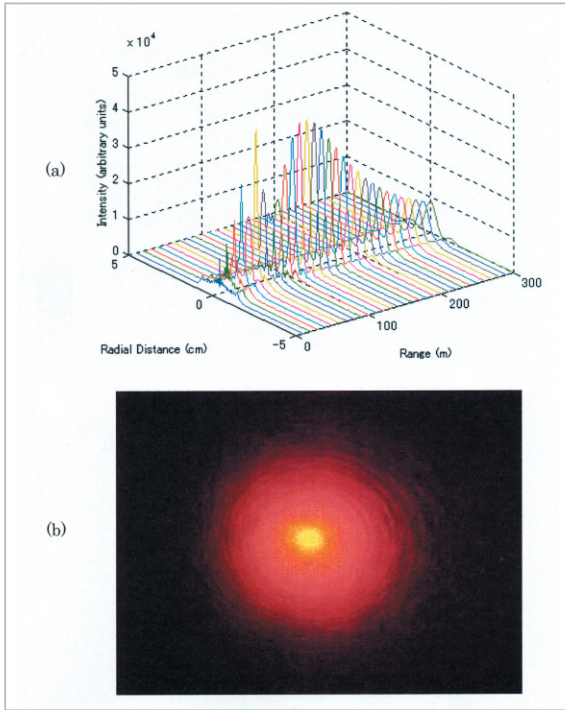 × 10⁴
5
4
3
2
1
0
Intensity (arbitrary units)
(a)
5
0
-5
Radial Distance (cm)
0
100
200
300
Range (m)
(b)